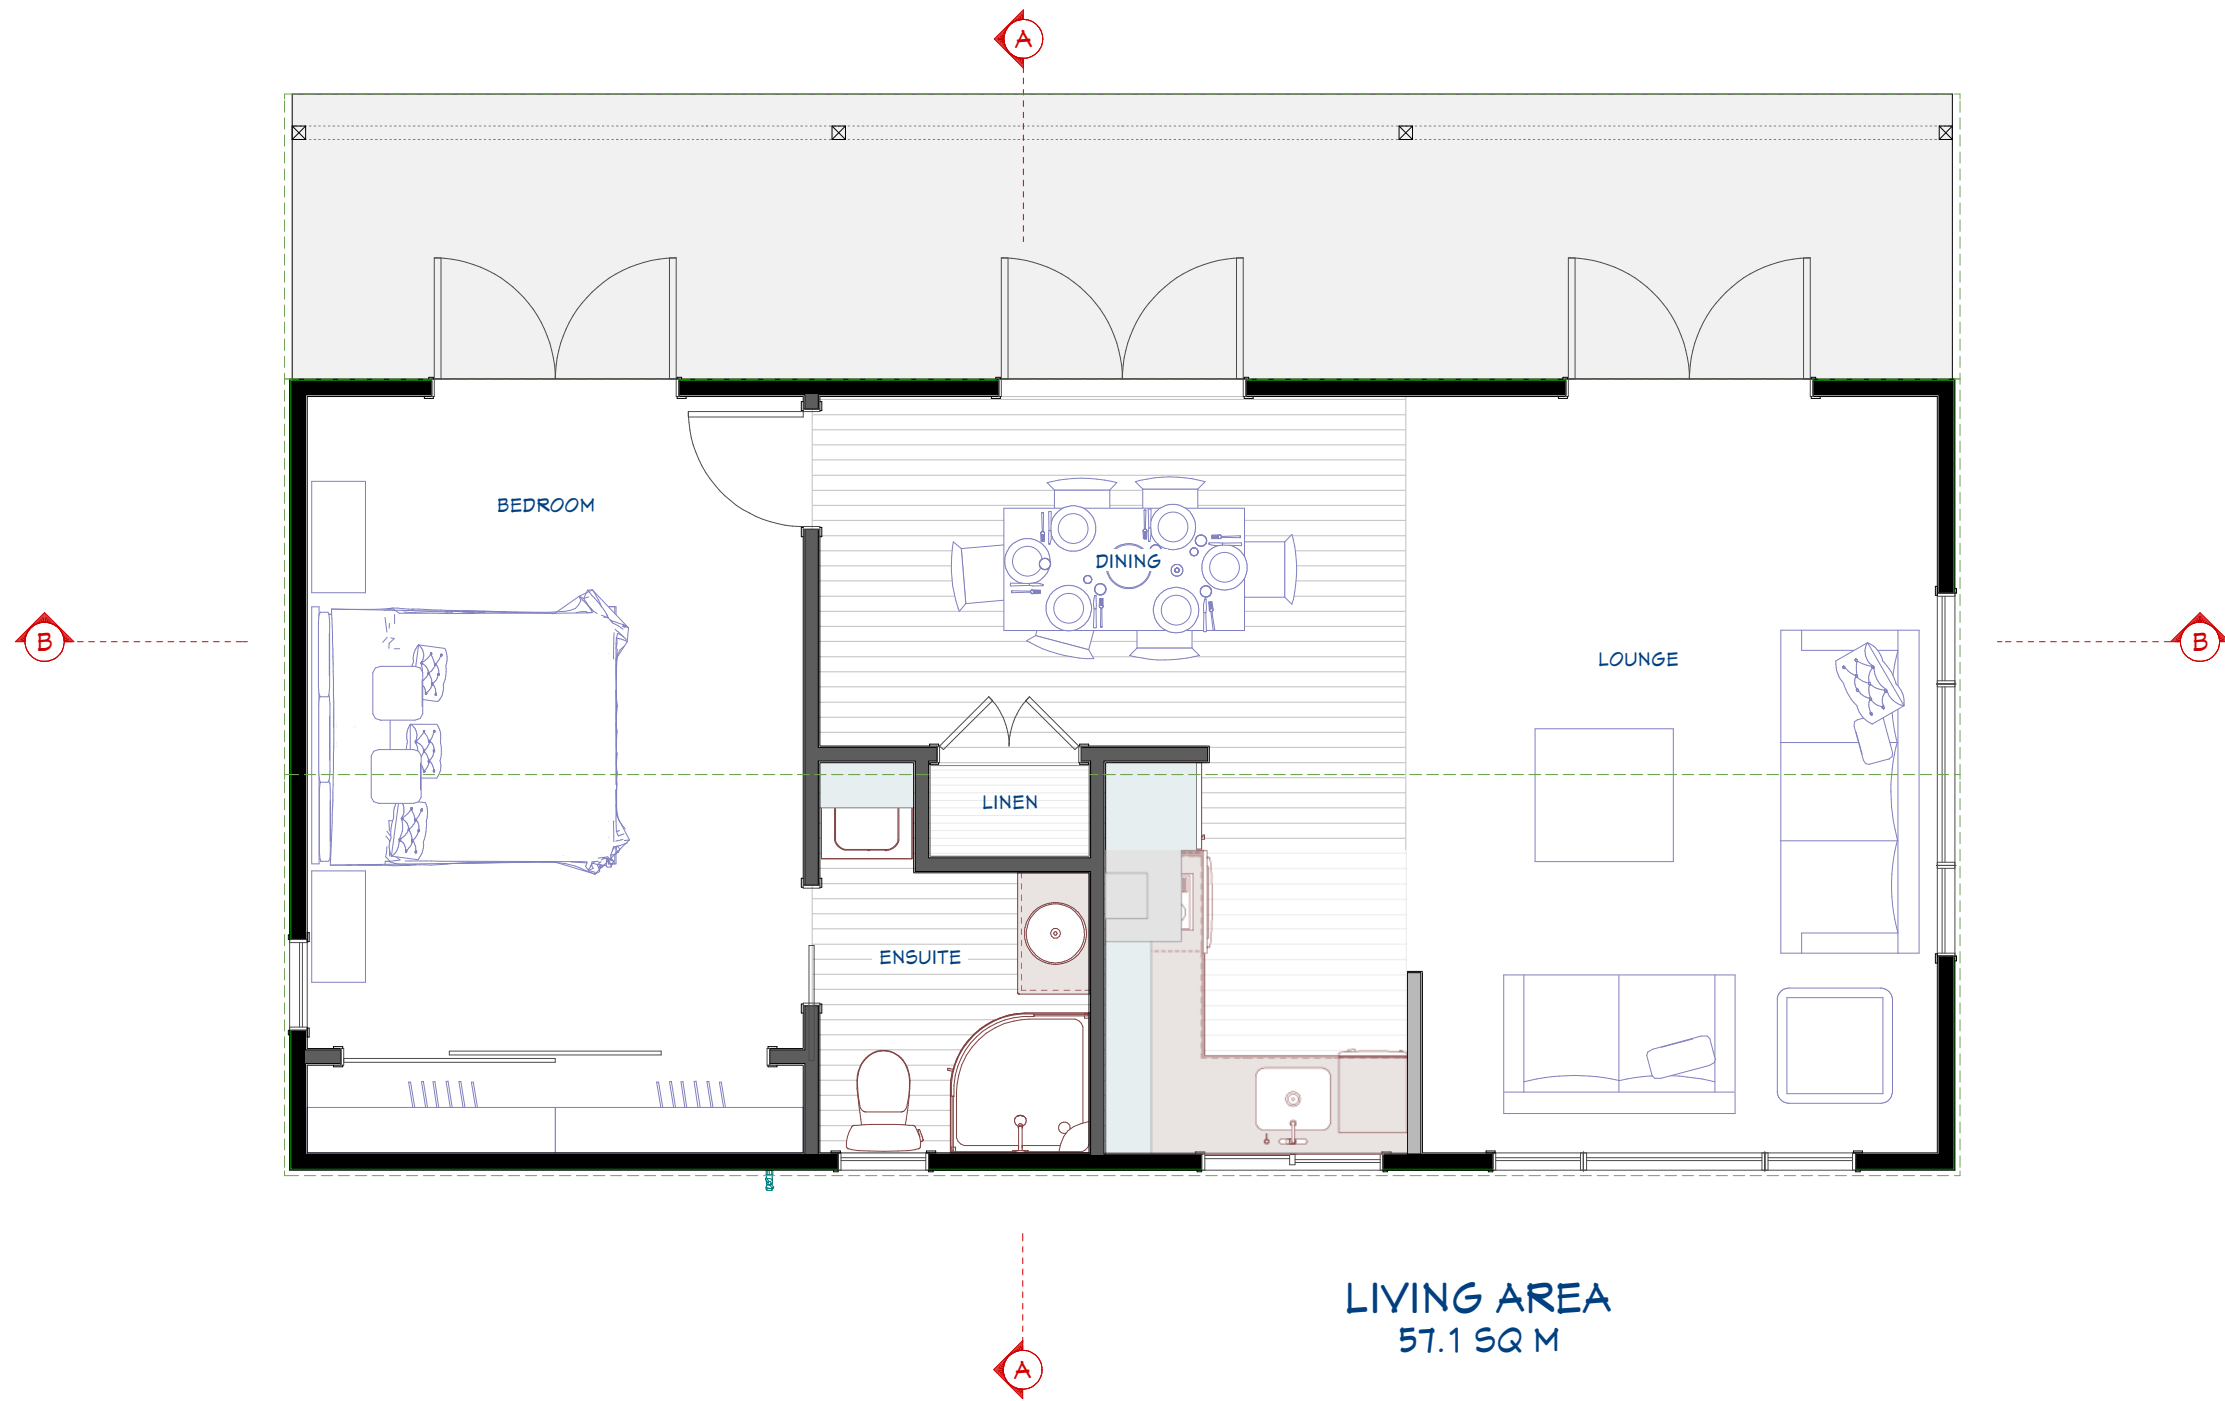 A
BEDROOM
DINING
B
LOUNGE
B
LINEN
ENSUITE
LIVING AREA
57.1 SQ M
A